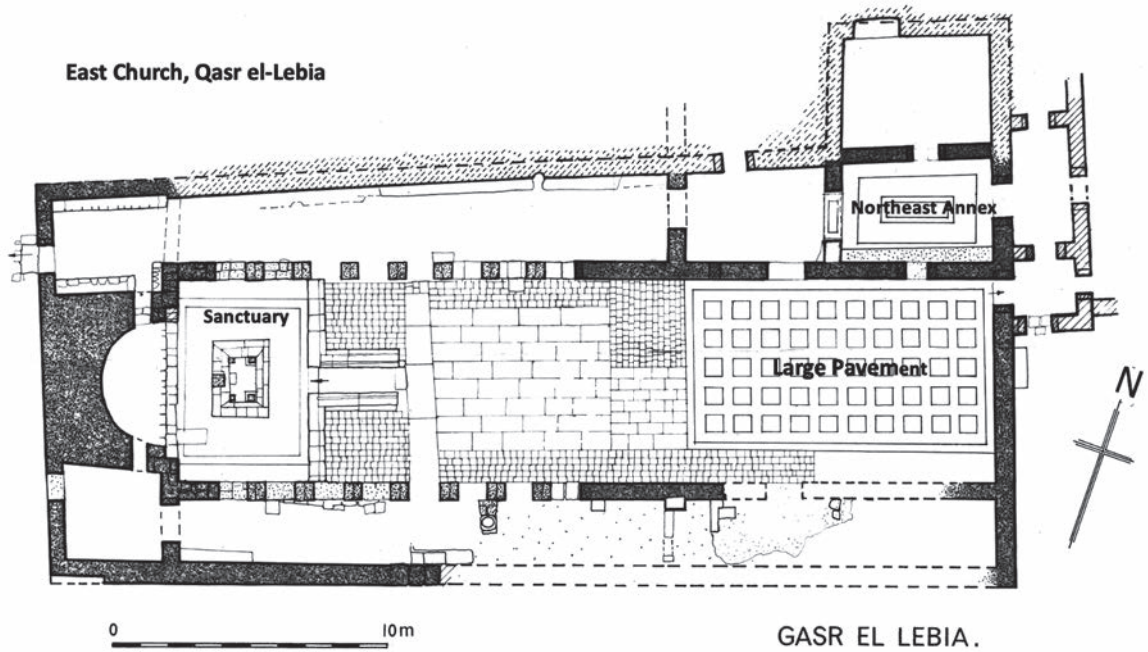 East Church, Qasr el-Lebia
Northeast Annex
Sanctuary
Large Pavement
N
0 10m
GASR EL LEBIA.